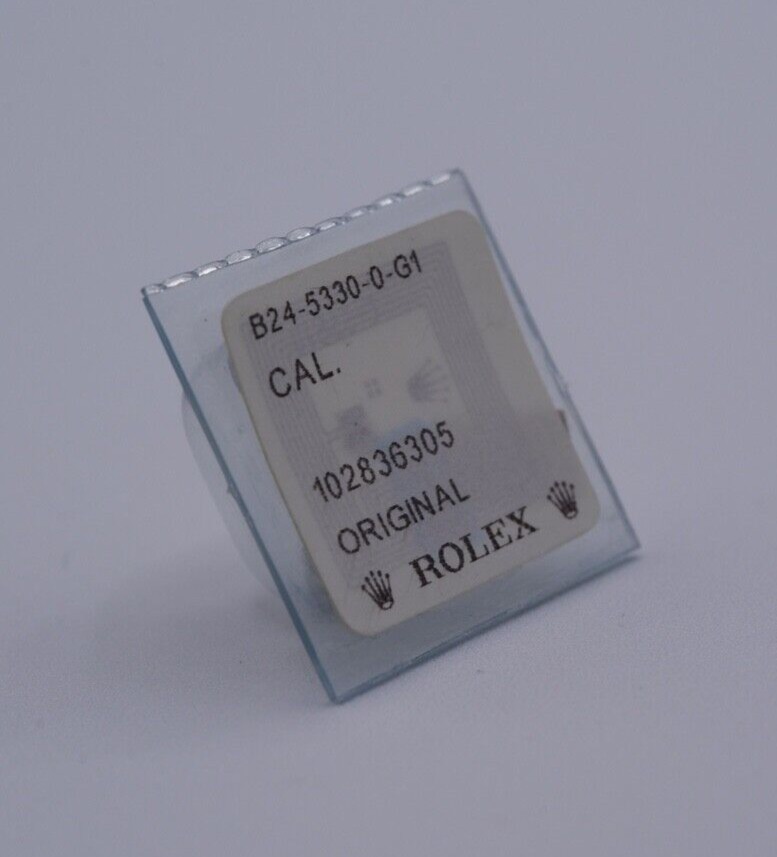 B24-5330-0-G1
CAL.
102836305
ORIGINAL
ROLEX